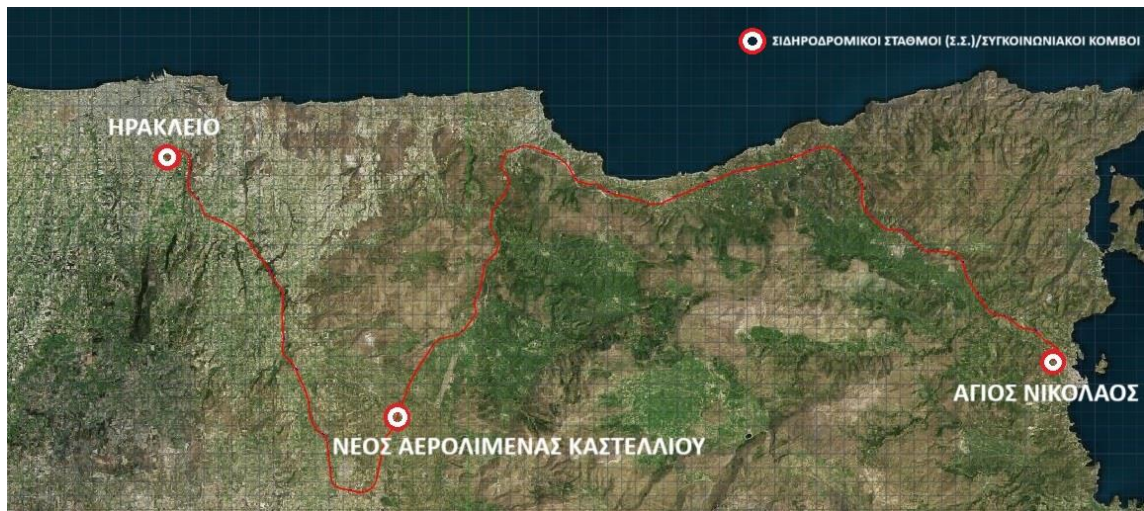 ΣΙΔΗΡΟΔΡΟΜΙΚΟΙ ΣΤΑΘΜΟΙ (Σ.Σ.)/ΣΥΓΚΟΙΝΩΝΙΑΚΟΙ ΚΟΜΒΟΙ
ΗΡΑΚΛΕΙΟ
ΑΓΙΟΣ ΝΙΚΟΛΑΟΣ
ΝΕΟΣ ΑΕΡΟΛΙΜΕΝΑΣ ΚΑΣΤΕΛΛΙΟΥ